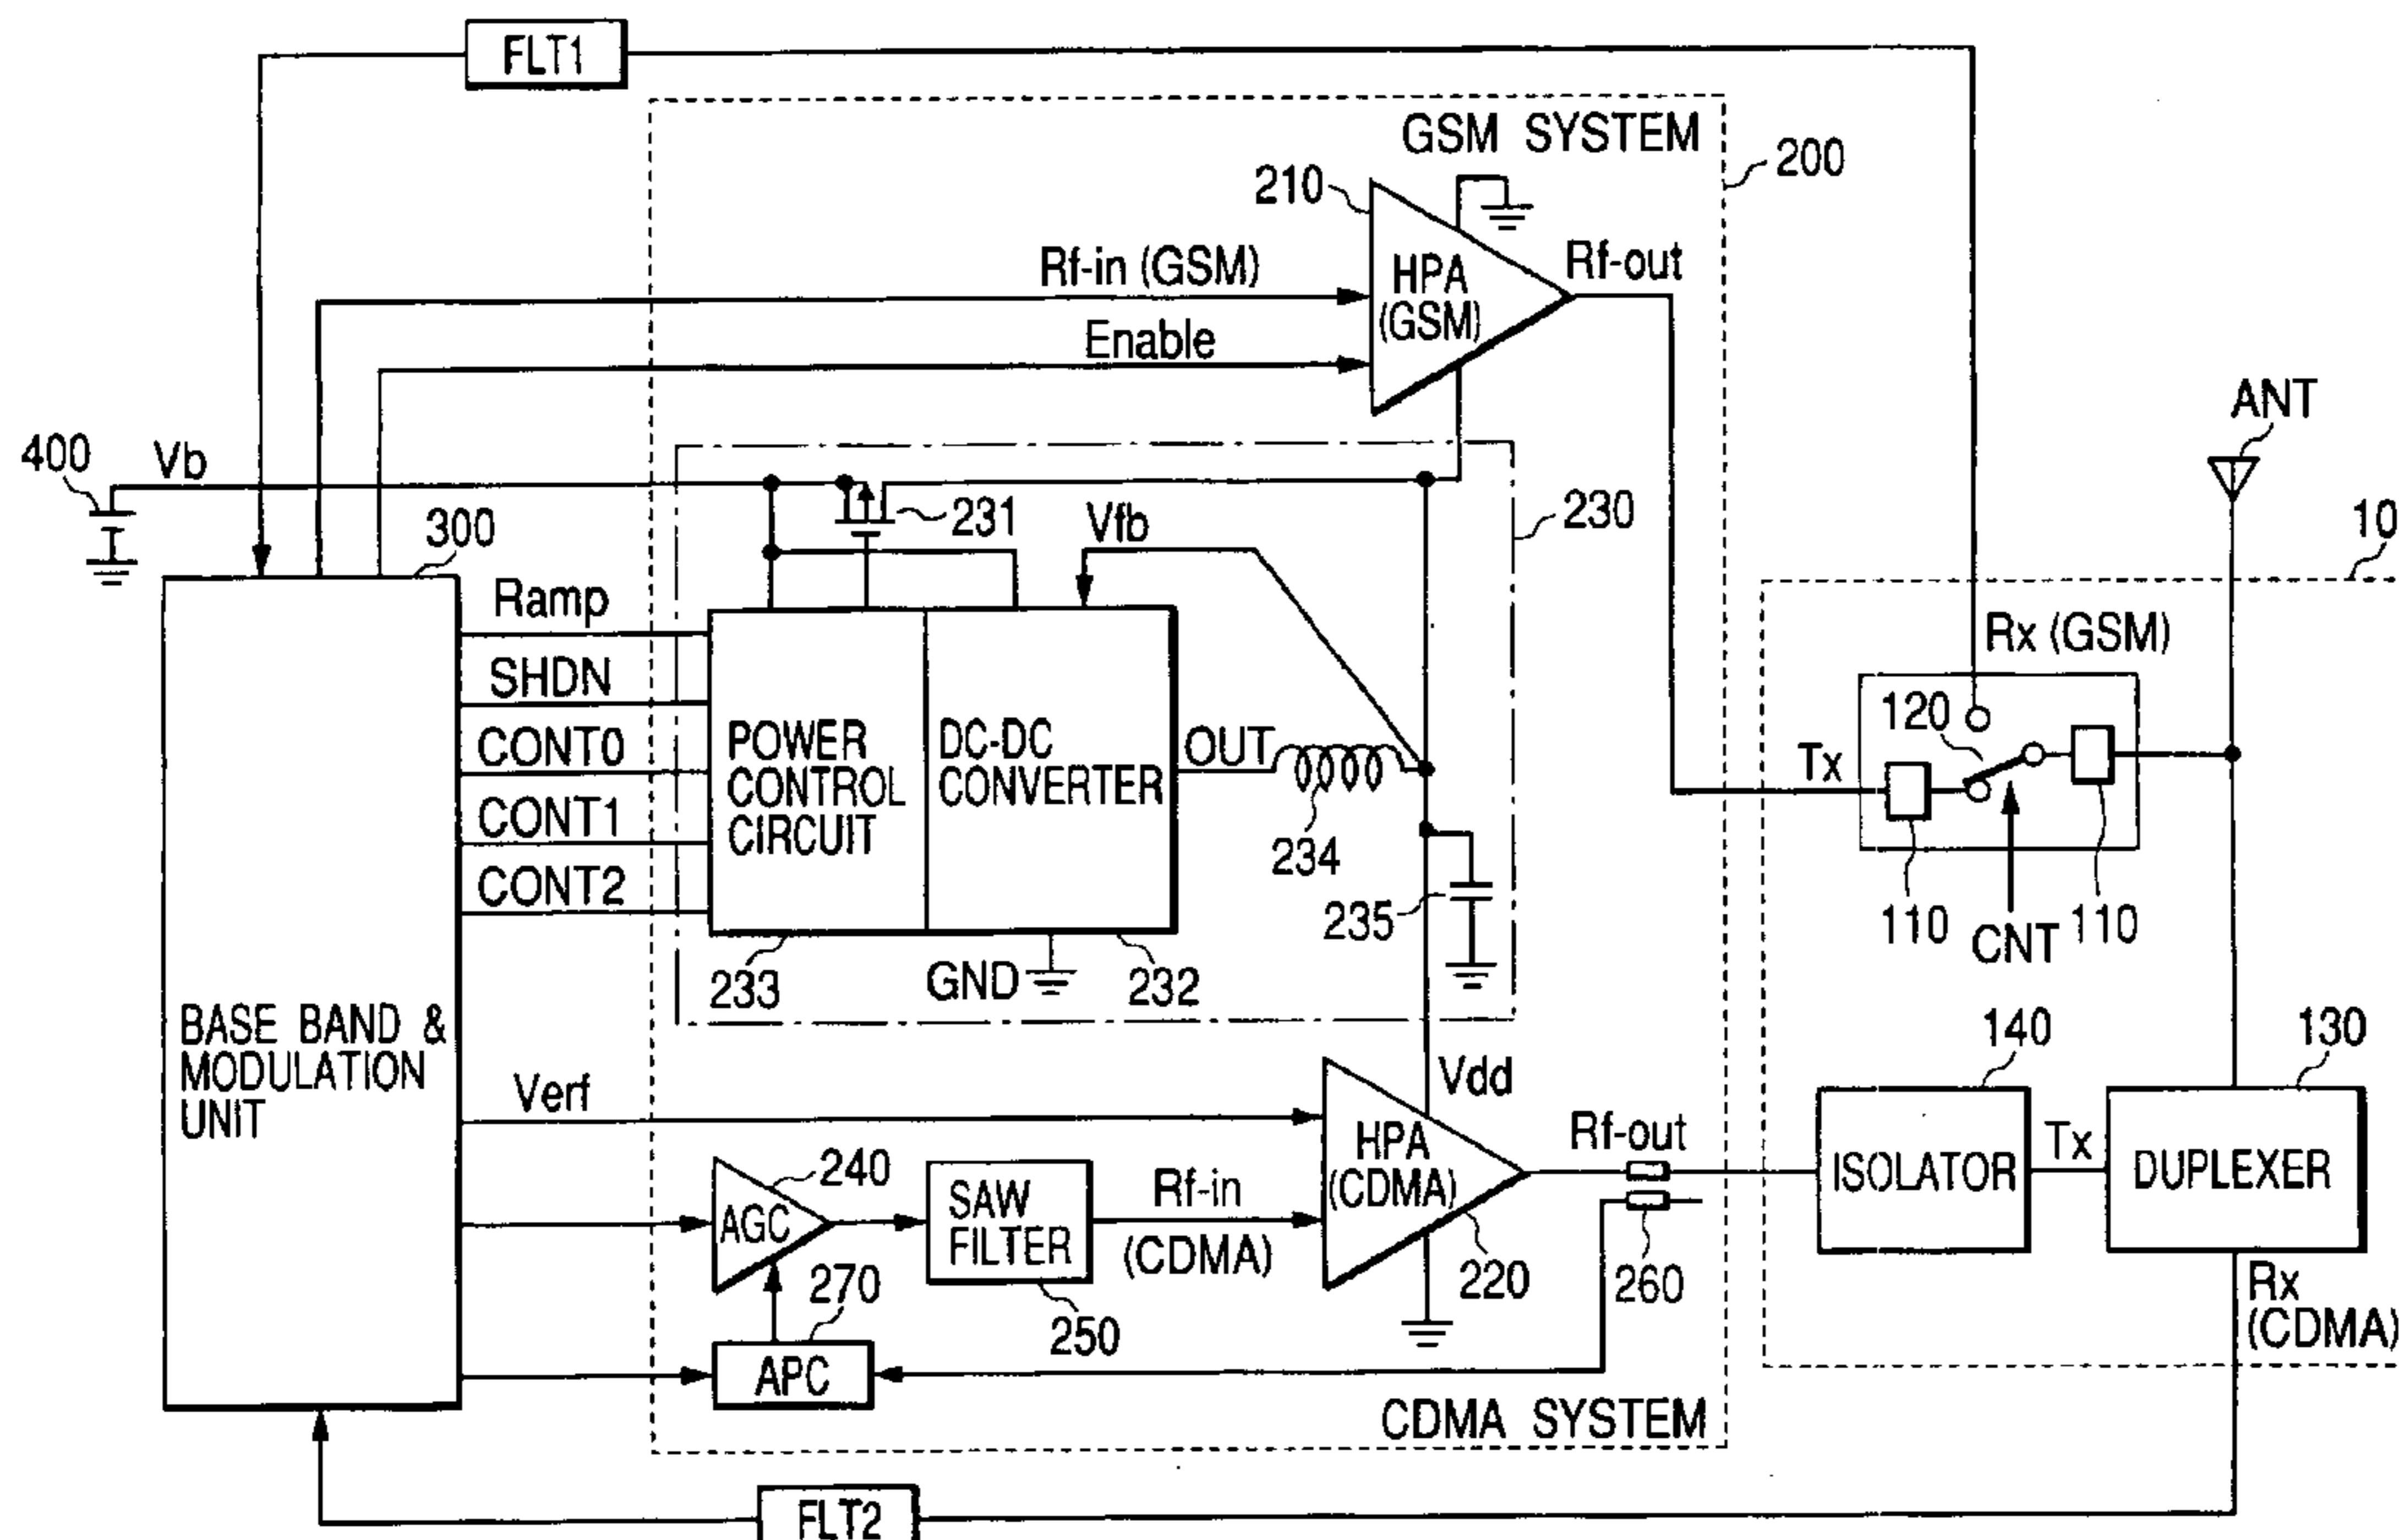 FLT1
GSM SYSTEM
200
210
Rf-in (GSM)
HPA
(GSM)
Rf-out
Enable
ANT
400
Vb
300
231
Vfb
230
10
Ramp
Rx (GSM)
SHDN
120
CONT0
POWER
CONTROL
CIRCUIT
DC-DC
CONVERTER
OUT
Tx
CONT1
234
CONT2
235
110
CNT
110
233
GND
232
BASE BAND &
MODULATION
UNIT
140
130
Verf
Vdd
HPA
(CDMA)
Rf-out
ISOLATOR
Tx
DUPLEXER
240
AGC
SAW
FILTER
Rf-in
(CDMA)
220
260
270
250
Rx
(CDMA)
APC
CDMA SYSTEM
FLT2